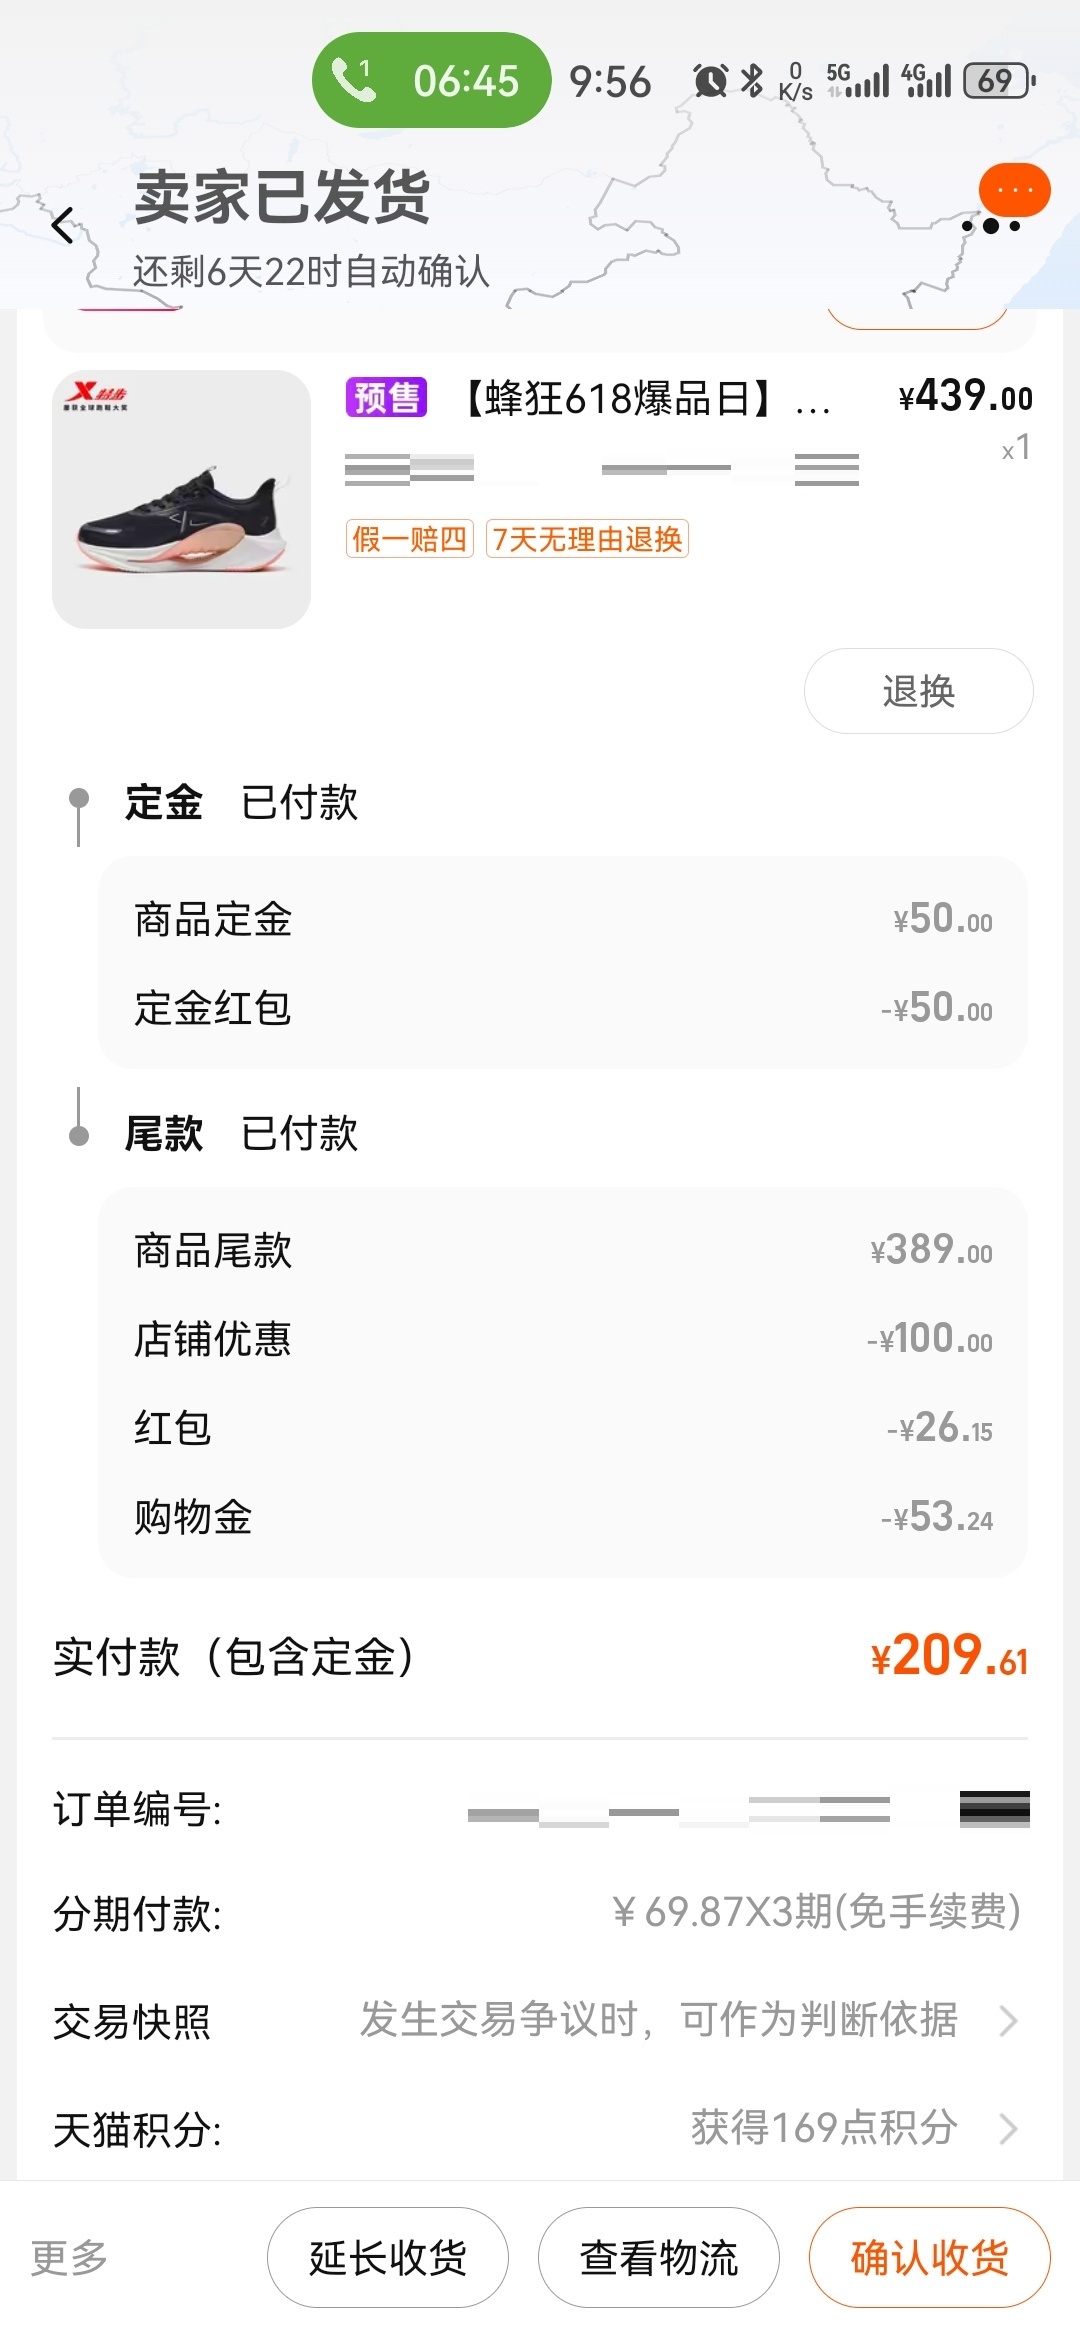 1 06:45 9:56 0 K/s 5G 4G 69
卖家已发货
还剩6天22时自动确认
特步
预售 【蜂狂618爆品日】... ¥439.00
x1
假一赔四 7天无理由退换
退换
定金 已付款
商品定金 ¥50.00
定金红包 -¥50.00
尾款 已付款
商品尾款 ¥389.00
店铺优惠 -¥100.00
红包 -¥26.15
购物金 -¥53.24
实付款（包含定金） ¥209.61
订单编号:
分期付款: ¥ 69.87X3期(免手续费)
交易快照 发生交易争议时，可作为判断依据
天猫积分: 获得169点积分
更多 延长收货 查看物流 确认收货